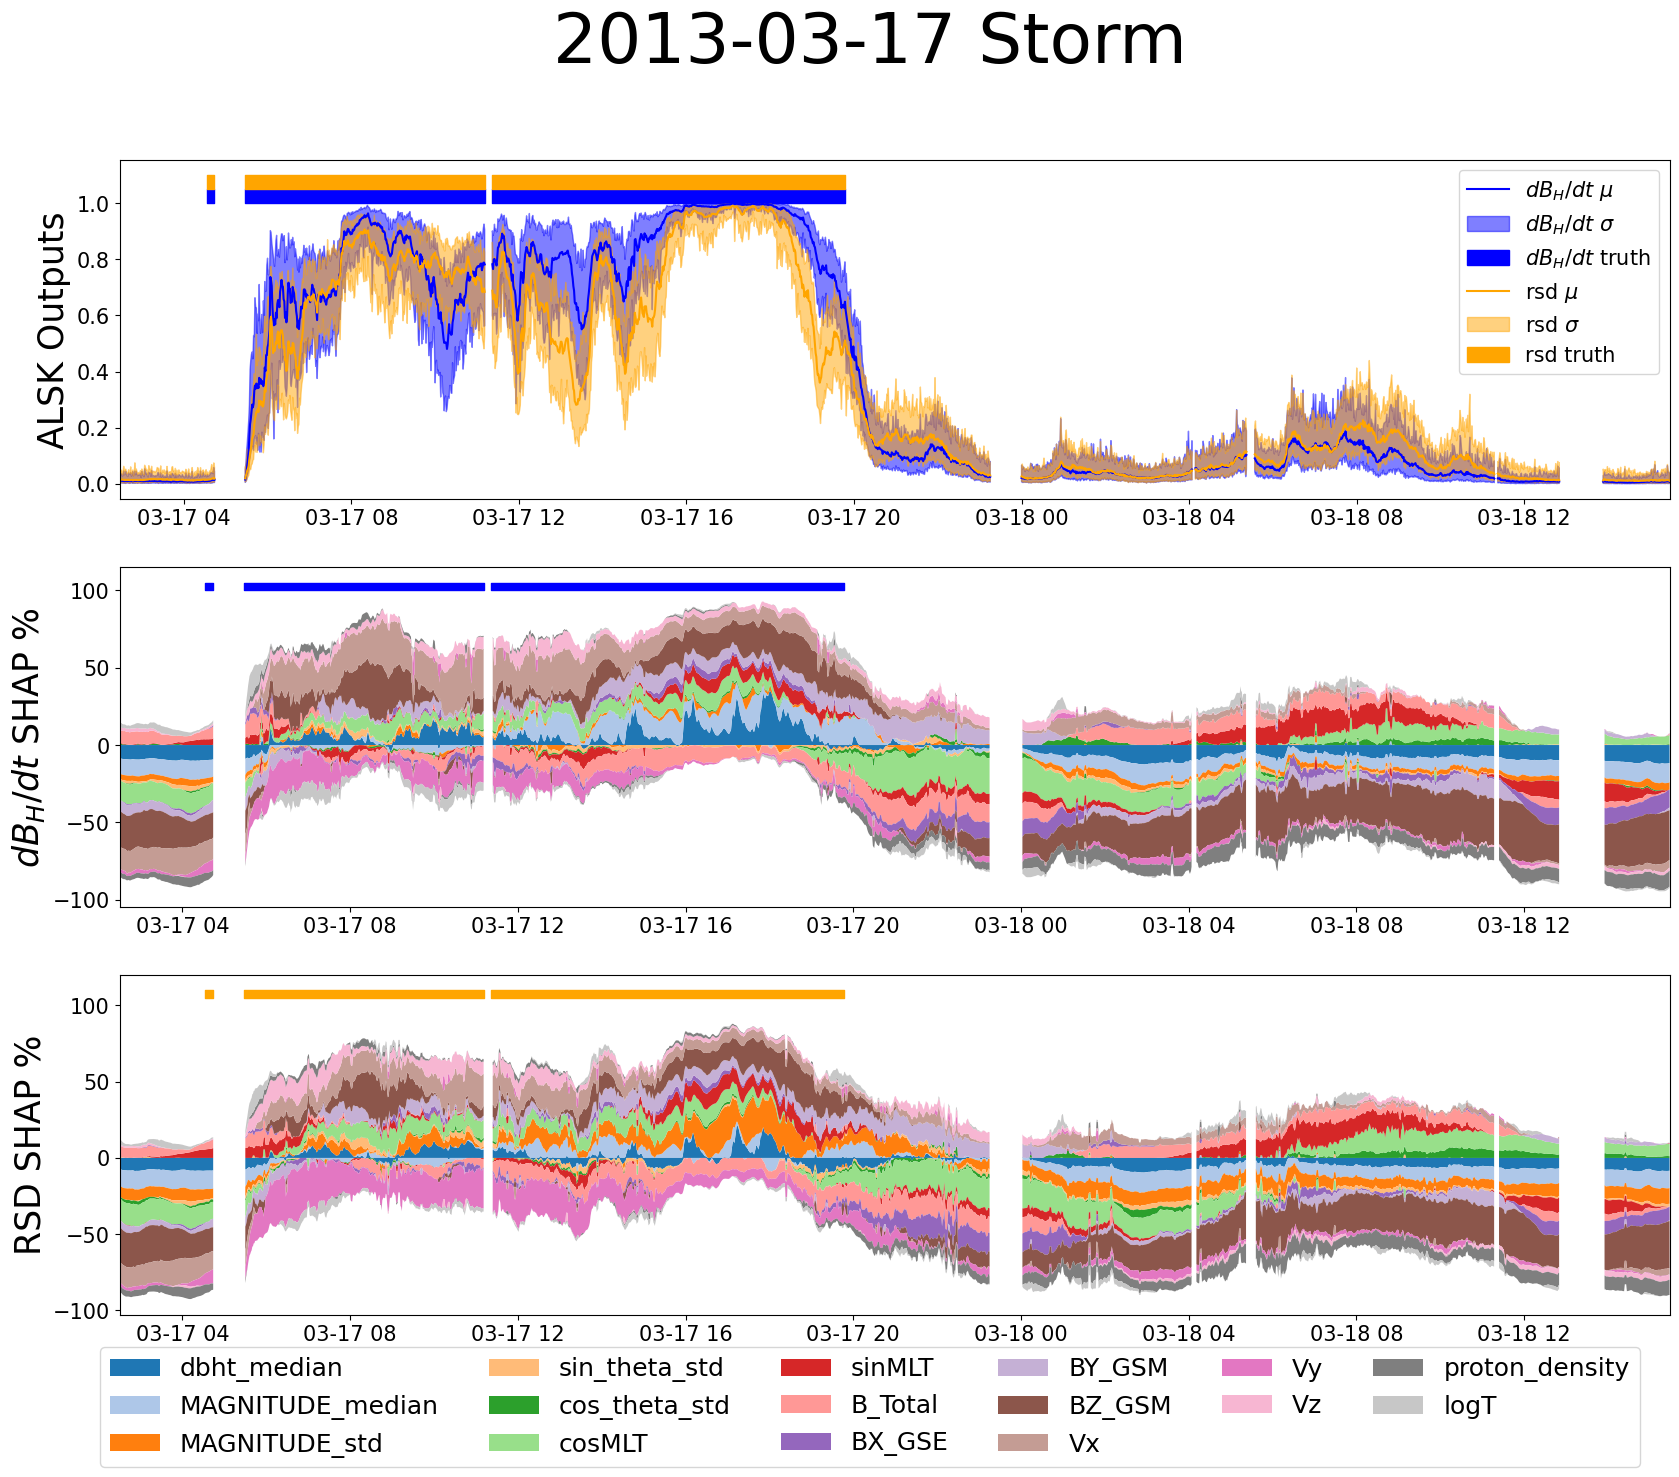 2013-03-17 Storm
ALSK Outputs
1.0
0.8
0.6
0.4
0.2
0.0
dB_H/dt μ
dB_H/dt σ
dB_H/dt truth
rsd μ
rsd σ
rsd truth
03-17 04 03-17 08 03-17 12 03-17 16 03-17 20 03-18 00 03-18 04 03-18 08 03-18 12
dB_H/dt SHAP %
100
50
0
−50
−100
03-17 04 03-17 08 03-17 12 03-17 16 03-17 20 03-18 00 03-18 04 03-18 08 03-18 12
RSD SHAP %
100
50
0
−50
−100
03-17 04 03-17 08 03-17 12 03-17 16 03-17 20 03-18 00 03-18 04 03-18 08 03-18 12
dbht_median sin_theta_std sinMLT BY_GSM Vy proton_density
MAGNITUDE_median cos_theta_std B_Total BZ_GSM Vz logT
MAGNITUDE_std cosMLT BX_GSE Vx